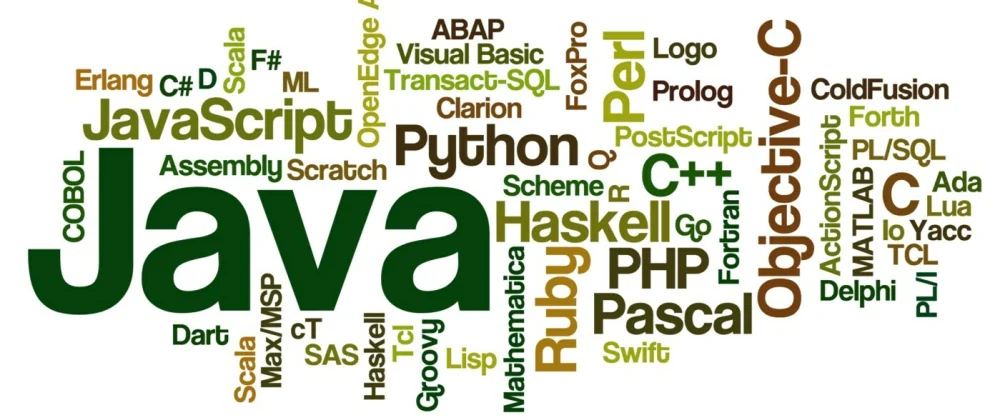 Erlang
C#
D
Scala
F#
ML
JavaScript
OpenEdge A
ABAP
Visual Basic
Transact-SQL
Clarion
FoxPro
Perl
Logo
Prolog
Objective-C
ColdFusion
Forth
Python
PostScript
COBOL
Assembly
Scratch
Java
Q
Scheme
R
C++
Haskell
Go
Fortran
ActionScript
PL/SQL
MATLAB
C
Ada
Lua
Io
Yacc
TCL
Delphi
PL/I
Mathematica
Ruby
PHP
Pascal
Swift
Dart
Scala
Max/MSP
cT
SAS
Haskell
Tcl
Groovy
Lisp